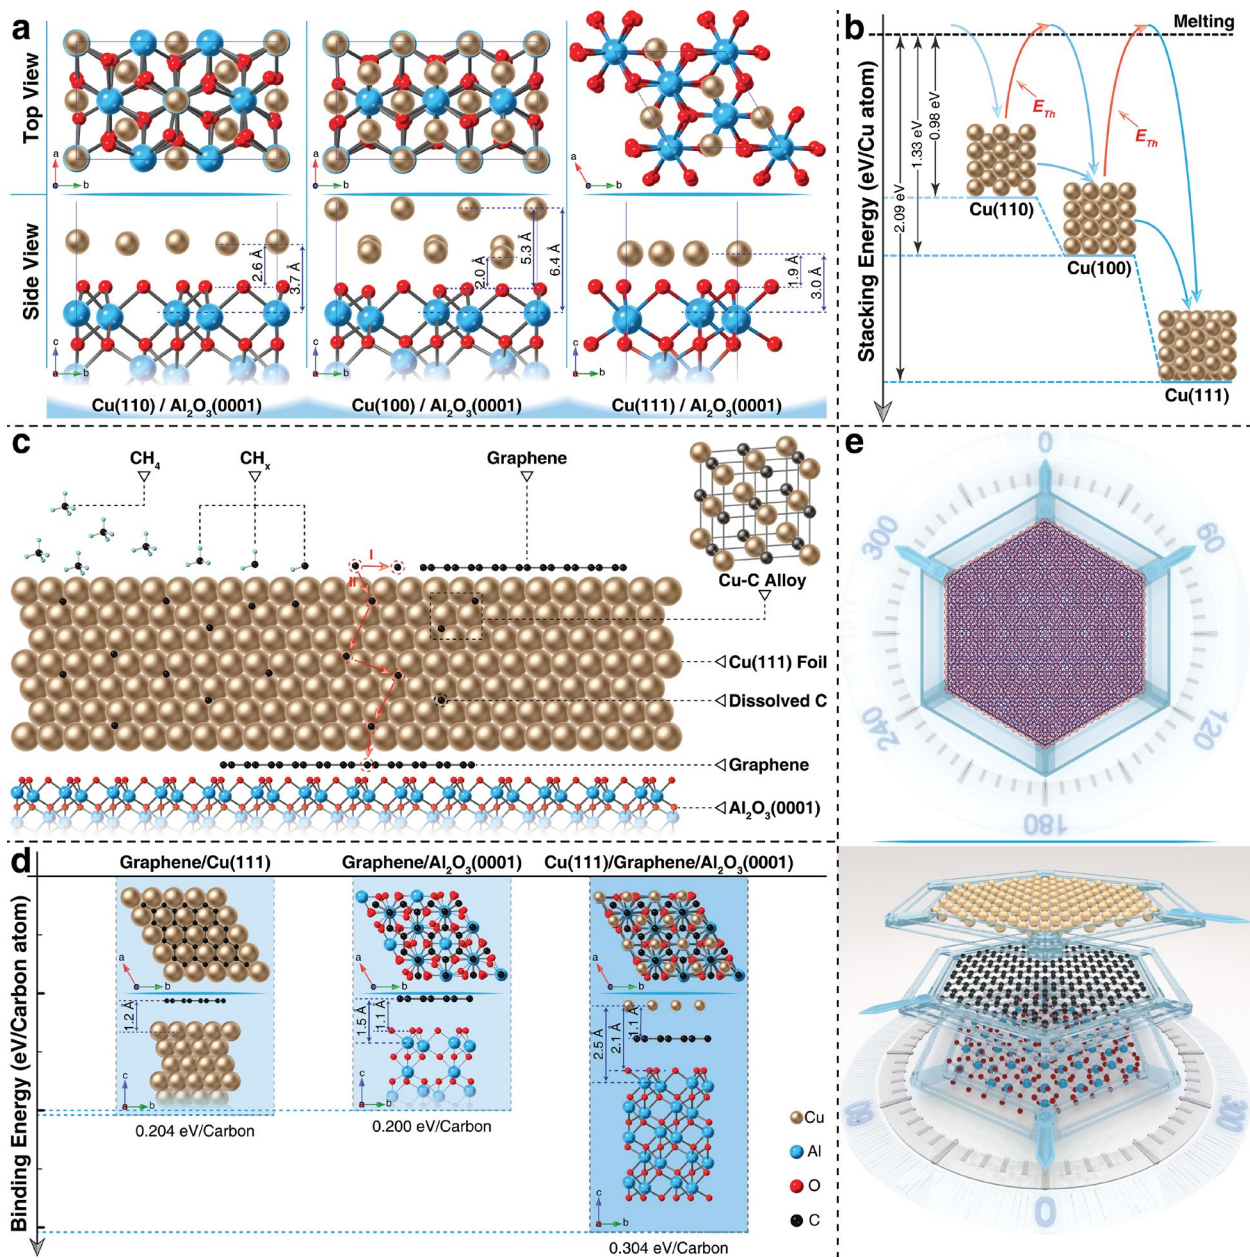 a
Top View
a
b
a
b
a
b
Side View
2.6 Å
3.7 Å
2.0 Å
5.3 Å
6.4 Å
1.9 Å
3.0 Å
c
a
b
c
a
b
c
a
b
Cu(110) / Al₂O₃(0001)
Cu(100) / Al₂O₃(0001)
Cu(111) / Al₂O₃(0001)
b
Melting
Stacking Energy (eV/Cu atom)
2.09 eV
1.33 eV
0.98 eV
E_Th
E_Th
Cu(110)
Cu(100)
Cu(111)
c
CH₄
CHₓ
Graphene
I
II
Cu-C Alloy
Cu(111) Foil
Dissolved C
Graphene
Al₂O₃(0001)
d
Graphene/Cu(111)
Graphene/Al₂O₃(0001)
Cu(111)/Graphene/Al₂O₃(0001)
Binding Energy (eV/Carbon atom)
a
b
a
b
a
b
1.2 Å
1.5 Å
1.1 Å
2.5 Å
2.1 Å
1.1 Å
c
a
b
c
a
b
c
a
b
0.204 eV/Carbon
0.200 eV/Carbon
0.304 eV/Carbon
Cu
Al
O
C
e
0
60
120
180
240
300
60
0
300